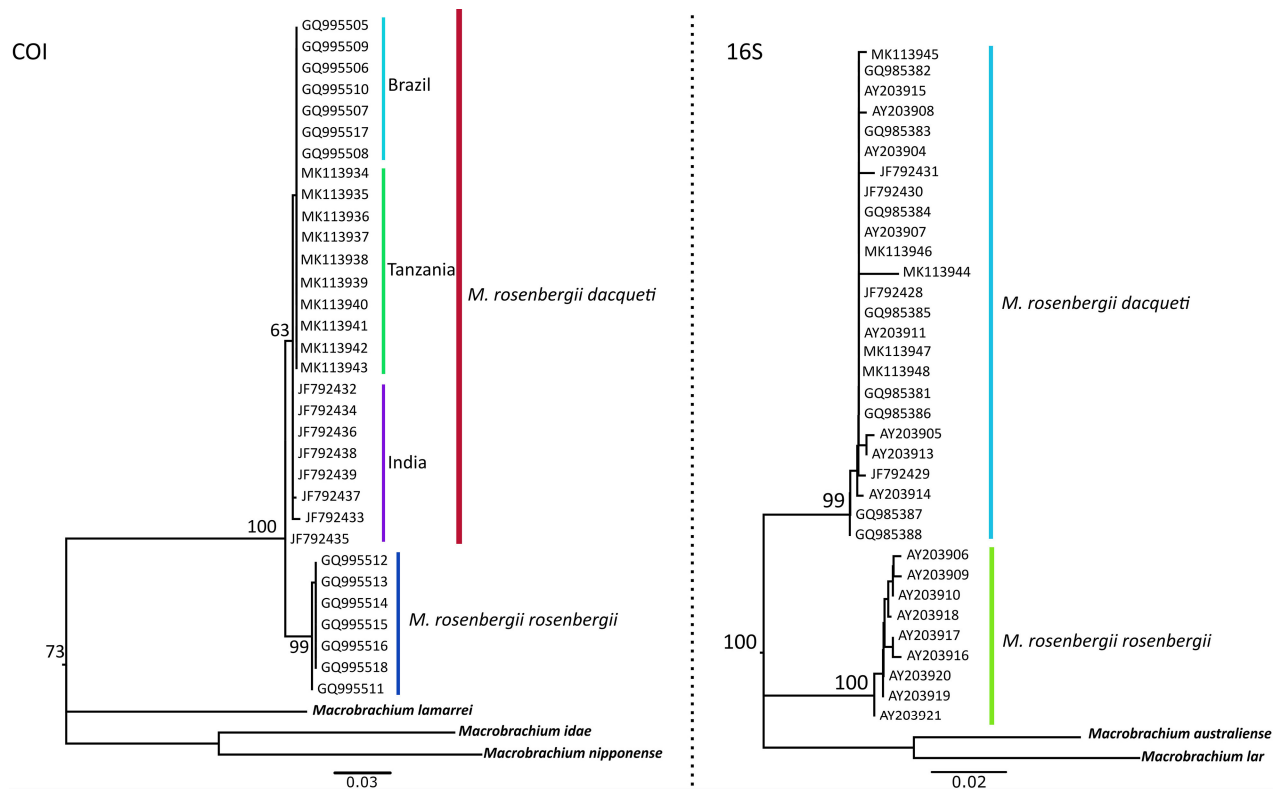 COI
GQ995505
GQ995509
GQ995506
GQ995510
GQ995507
GQ995517
GQ995508
Brazil
MK113934
MK113935
MK113936
MK113937
MK113938
MK113939
MK113940
MK113941
MK113942
MK113943
Tanzania
JF792432
JF792434
JF792436
JF792438
JF792439
JF792437
JF792433
JF792435
India
M. rosenbergii dacqueti
63
100
GQ995512
GQ995513
GQ995514
GQ995515
GQ995516
GQ995518
GQ995511
M. rosenbergii rosenbergii
99
73
Macrobrachium lamarrei
Macrobrachium idae
Macrobrachium nipponense
0.03
16S
MK113945
GQ985382
AY203915
AY203908
GQ985383
AY203904
JF792431
JF792430
GQ985384
AY203907
MK113946
MK113944
JF792428
GQ985385
AY203911
MK113947
MK113948
GQ985381
GQ985386
AY203905
AY203913
JF792429
AY203914
GQ985387
GQ985388
M. rosenbergii dacqueti
99
AY203906
AY203909
AY203910
AY203918
AY203917
AY203916
AY203920
AY203919
AY203921
M. rosenbergii rosenbergii
100
100
Macrobrachium australiense
Macrobrachium lar
0.02